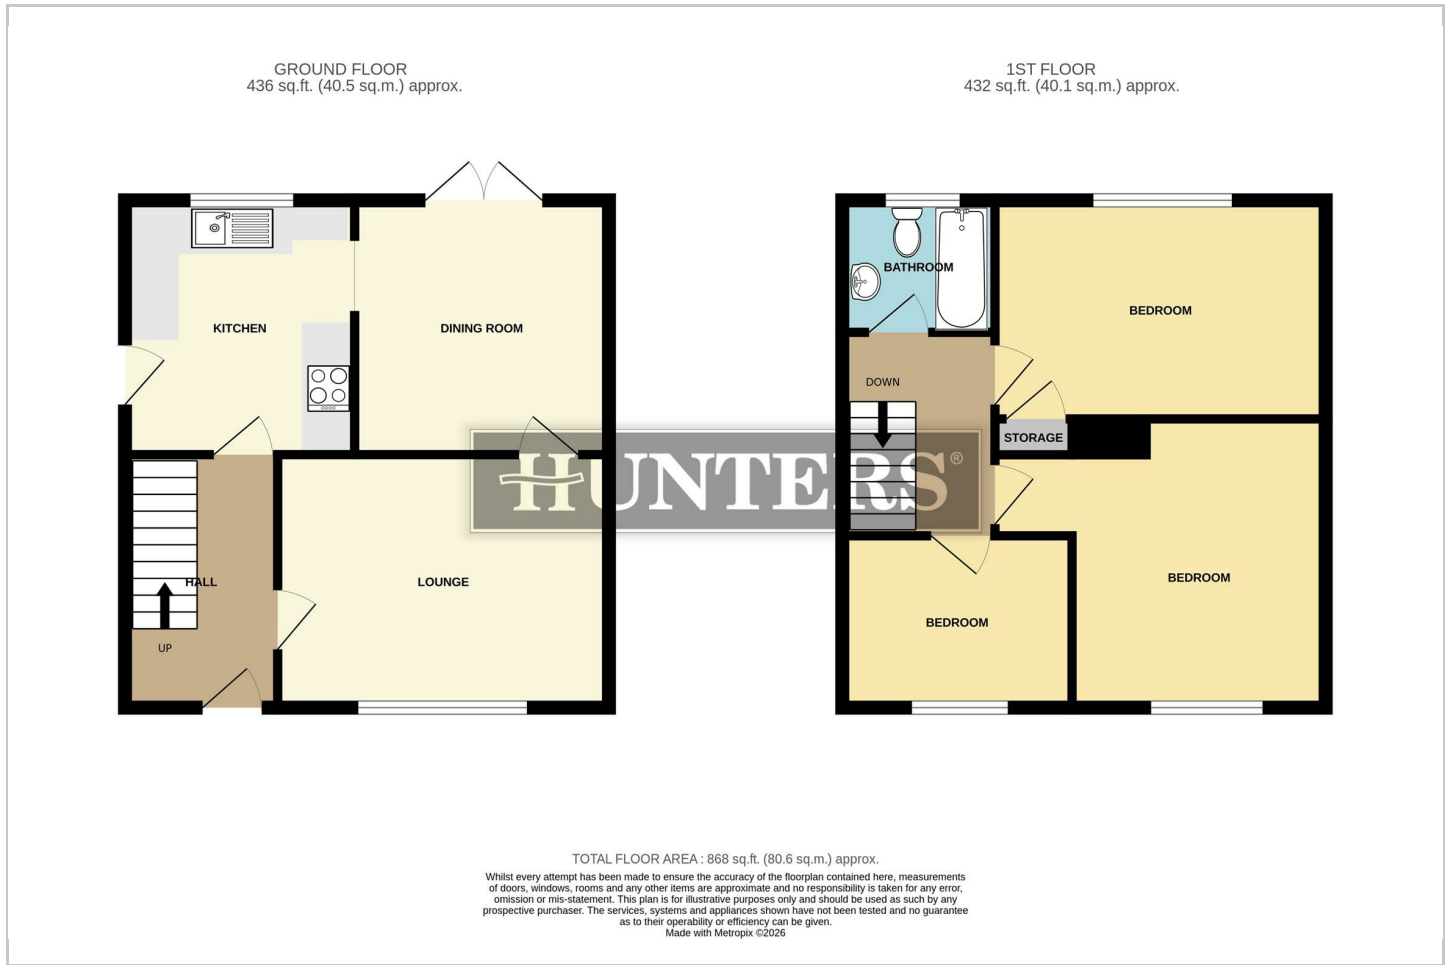 GROUND FLOOR
436 sq.ft. (40.5 sq.m.) approx.
1ST FLOOR
432 sq.ft. (40.1 sq.m.) approx.
KITCHEN
DINING ROOM
HALL
UP
LOUNGE
BATHROOM
BEDROOM
DOWN
STORAGE
BEDROOM
BEDROOM
HUNTERS®
TOTAL FLOOR AREA : 868 sq.ft. (80.6 sq.m.) approx.
Whilst every attempt has been made to ensure the accuracy of the floorplan contained here, measurements
of doors, windows, rooms and any other items are approximate and no responsibility is taken for any error,
omission or mis-statement. This plan is for illustrative purposes only and should be used as such by any
prospective purchaser. The services, systems and appliances shown have not been tested and no guarantee
as to their operability or efficiency can be given.
Made with Metropix ©2026